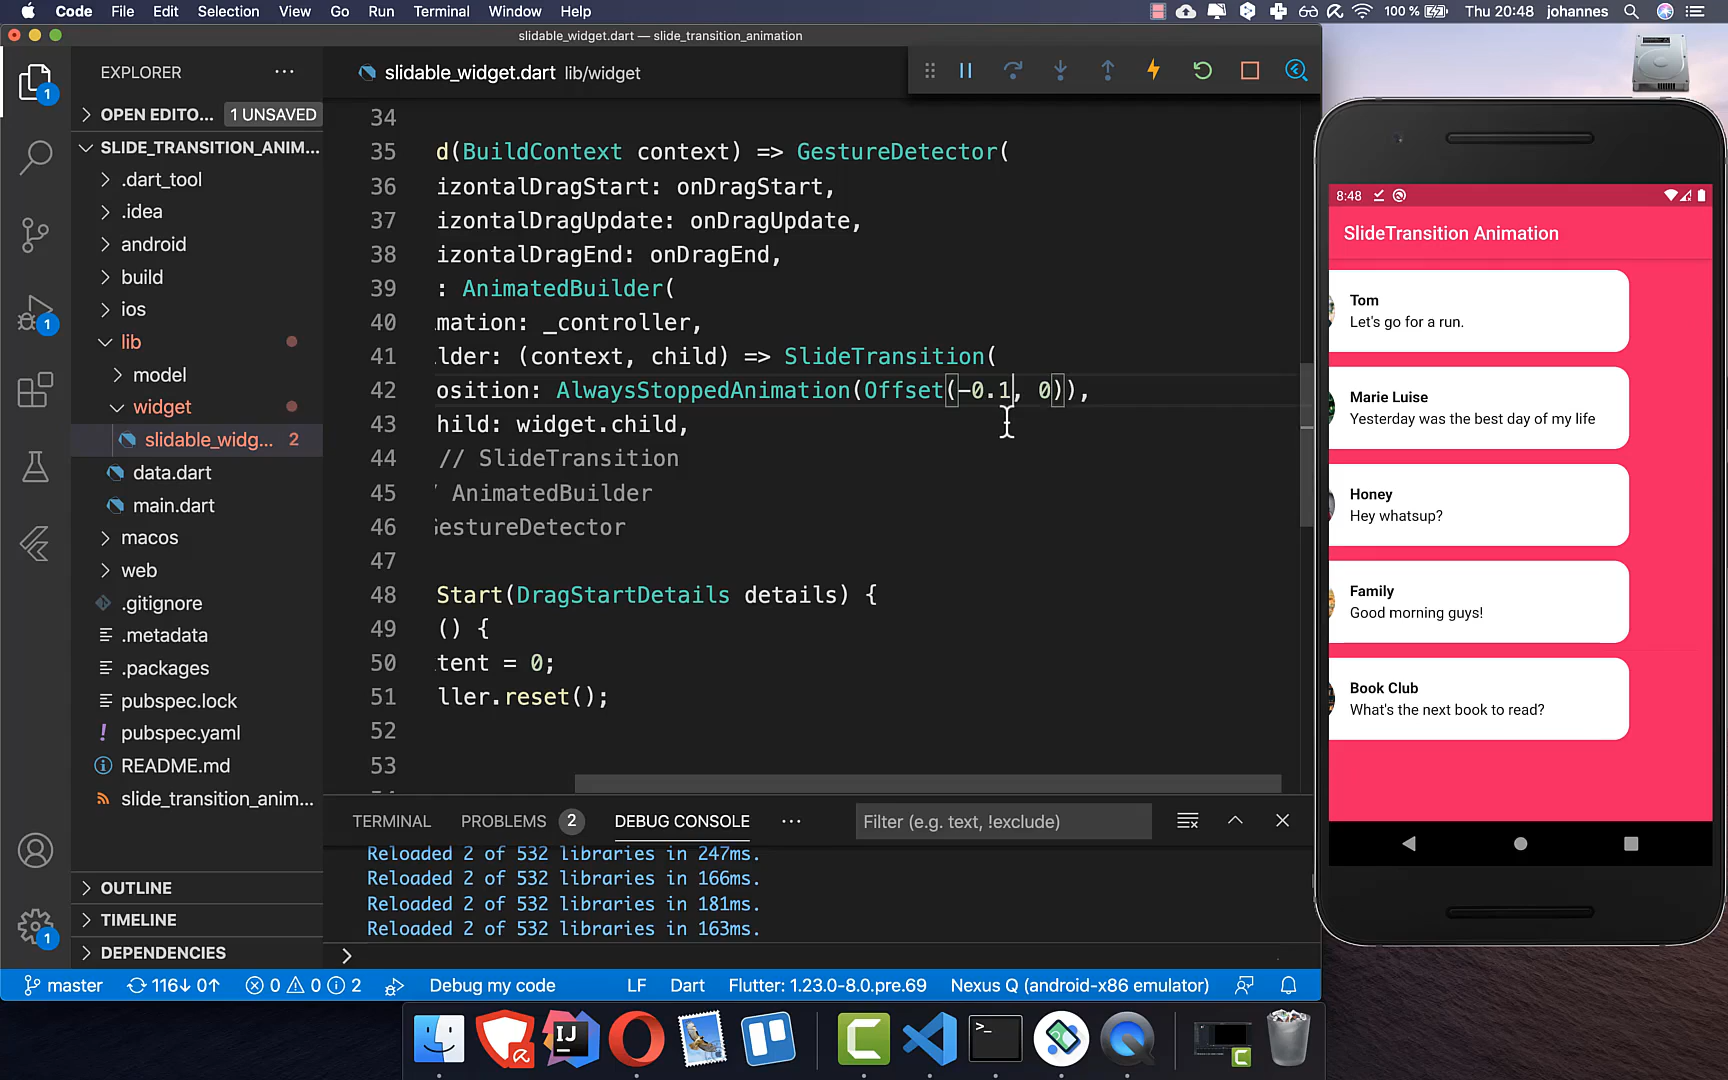 Code File Edit Selection View Go Run Terminal Window Help
100 % Thu 20:48 johannes
slidable_widget.dart — slide_transition_animation
EXPLORER
slidable_widget.dart lib/widget
OPEN EDITO... 1 UNSAVED
SLIDE_TRANSITION_ANIM...
.dart_tool
.idea
android
build
ios
lib
model
widget
slidable_widg... 2
data.dart
main.dart
macos
web
.gitignore
.metadata
.packages
pubspec.lock
pubspec.yaml
README.md
slide_transition_anim...
OUTLINE
TIMELINE
DEPENDENCIES
1
1
1
34
35 d(BuildContext context) => GestureDetector(
36 izontalDragStart: onDragStart,
37 izontalDragUpdate: onDragUpdate,
38 izontalDragEnd: onDragEnd,
39 : AnimatedBuilder(
40 mation: _controller,
41 lder: (context, child) => SlideTransition(
42 osition: AlwaysStoppedAnimation(Offset(-0.1, 0)),
43 hild: widget.child,
44 // SlideTransition
45 / AnimatedBuilder
46 GestureDetector
47
48 Start(DragStartDetails details) {
49 () {
50 tent = 0;
51 ller.reset();
52
53
TERMINAL PROBLEMS 2 DEBUG CONSOLE ... Filter (e.g. text, !exclude)
Reloaded 2 of 532 libraries in 247ms.
Reloaded 2 of 532 libraries in 166ms.
Reloaded 2 of 532 libraries in 181ms.
Reloaded 2 of 532 libraries in 163ms.
master 116↓ 0↑ 0 0 2 Debug my code LF Dart Flutter: 1.23.0-8.0.pre.69 Nexus Q (android-x86 emulator)
8:48
SlideTransition Animation
Tom
Let's go for a run.
Marie Luise
Yesterday was the best day of my life
Honey
Hey whatsup?
Family
Good morning guys!
Book Club
What's the next book to read?